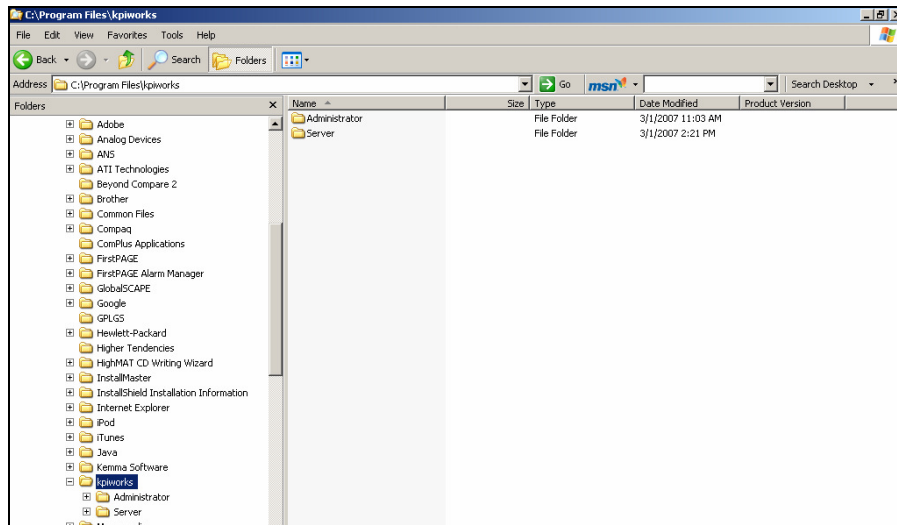 C:\Program Files\kpiworks
File Edit View Favorites Tools Help
Back Search Folders
Address C:\Program Files\kpiworks Go msn Search Desktop
Folders
Name Size Type Date Modified Product Version
Administrator File Folder 3/1/2007 11:03 AM
Server File Folder 3/1/2007 2:21 PM
Adobe
Analog Devices
ANS
ATI Technologies
Beyond Compare 2
Brother
Common Files
Compaq
ComPlus Applications
FirstPAGE
FirstPAGE Alarm Manager
GlobalSCAPE
Google
GPLGS
Hewlett-Packard
Higher Tendencies
HighMAT CD Writing Wizard
InstallMaster
InstallShield Installation Information
Internet Explorer
iPod
iTunes
Java
Kemma Software
kpiworks
Administrator
Server